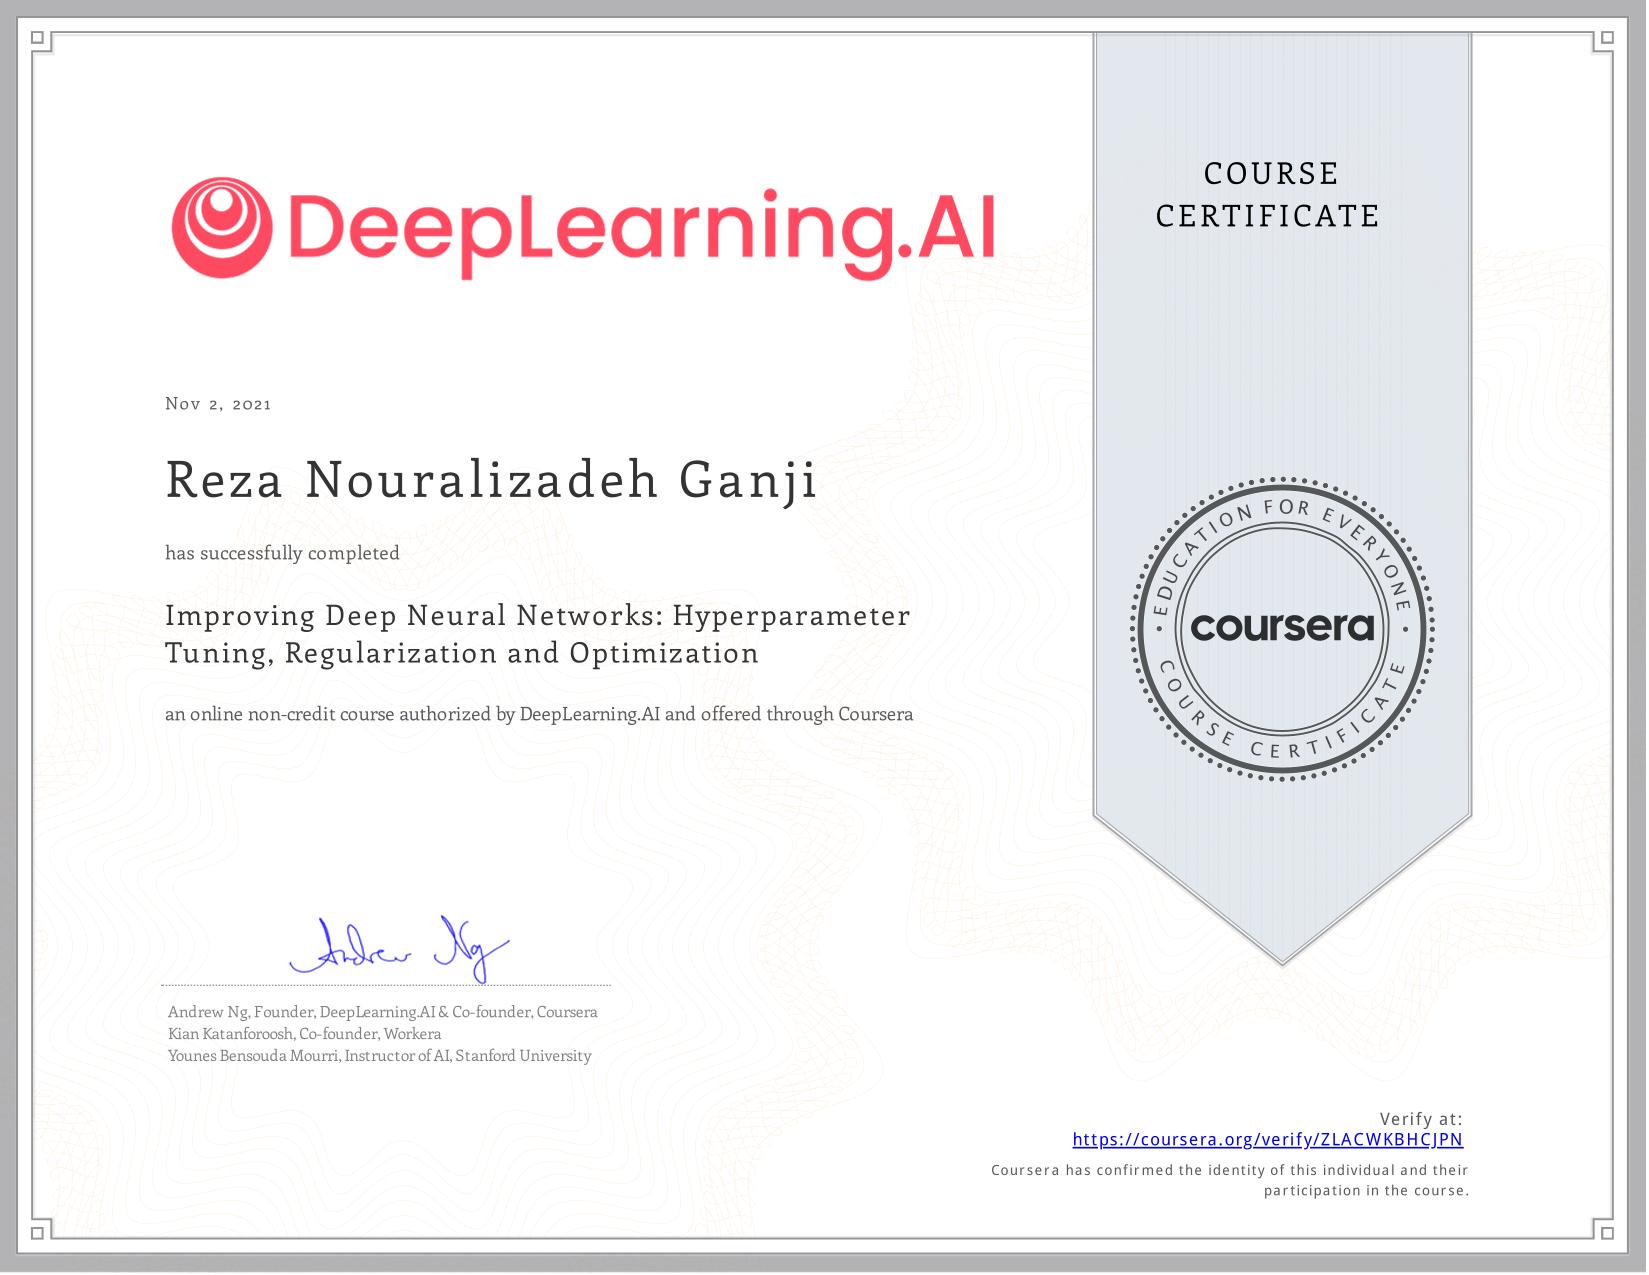 DeepLearning.AI
COURSE
CERTIFICATE
Nov 2, 2021
Reza Nouralizadeh Ganji
has successfully completed
Improving Deep Neural Networks: Hyperparameter
Tuning, Regularization and Optimization
an online non-credit course authorized by DeepLearning.AI and offered through Coursera
EDUCATION FOR EVERYONE
coursera
COURSE CERTIFICATE
Andrew Ng
Andrew Ng, Founder, DeepLearning.AI & Co-founder, Coursera
Kian Katanforoosh, Co-founder, Workera
Younes Bensouda Mourri, Instructor of AI, Stanford University
Verify at:
https://coursera.org/verify/ZLACWKBHCJPN
Coursera has confirmed the identity of this individual and their
participation in the course.